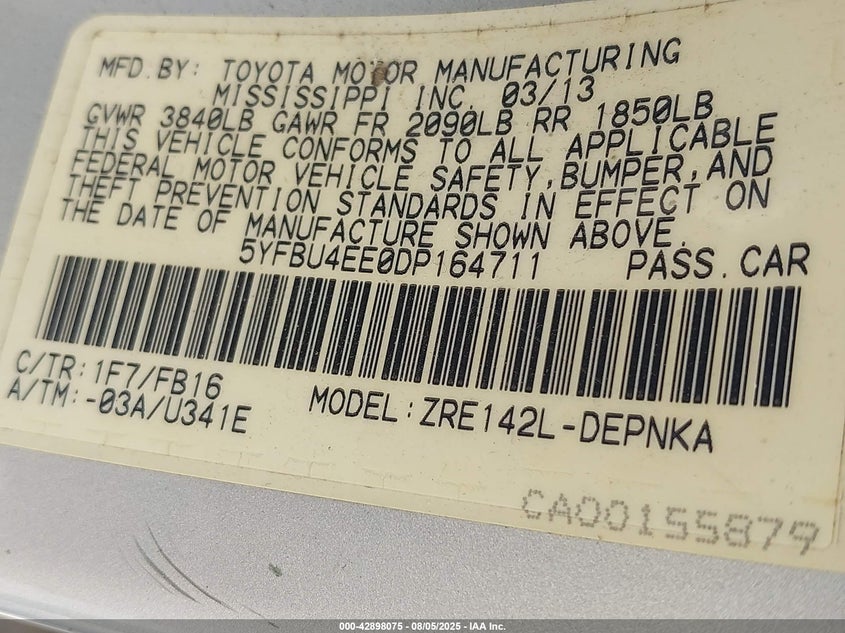 MFD.BY: TOYOTA MOTOR MANUFACTURING
MISSISSIPPI INC. 03/13
GVWR 3840LB GAWR FR 2090LB RR 1850LB
THIS VEHICLE CONFORMS TO ALL APPLICABLE
FEDERAL MOTOR VEHICLE SAFETY,BUMPER,AND
THEFT PREVENTION STANDARDS IN EFFECT ON
THE DATE OF MANUFACTURE SHOWN ABOVE.
5YFBU4EE0DP164711 PASS.CAR
C/TR:1F7/FB16
A/TM:-03A/U341E
MODEL:ZRE142L-DEPNKA
CA00155879
000-42898075 - 08/05/2025 - IAA Inc.